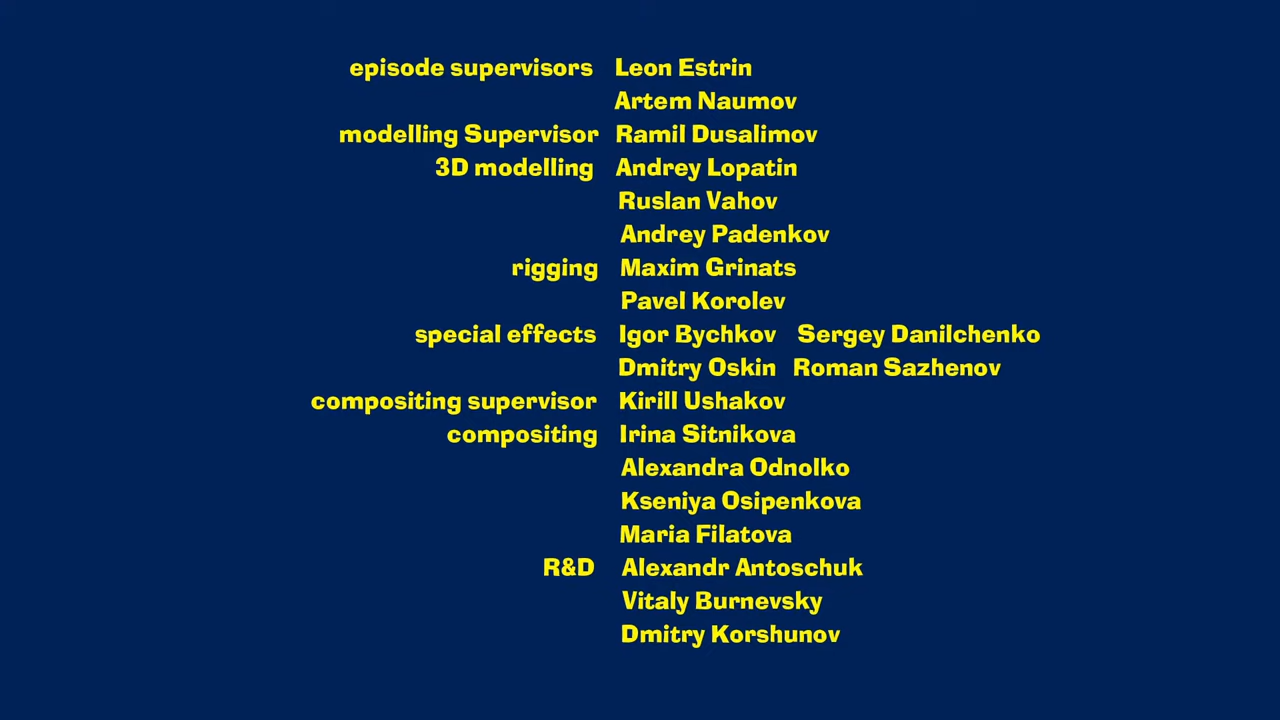 episode supervisors Leon Estrin
Artem Naumov
modelling Supervisor Ramil Dusalimov
3D modelling Andrey Lopatin
Ruslan Vahov
Andrey Padenkov
rigging Maxim Grinats
Pavel Korolev
special effects Igor Bychkov Sergey Danilchenko
Dmitry Oskin Roman Sazhenov
compositing supervisor Kirill Ushakov
compositing Irina Sitnikova
Alexandra Odnolko
Kseniya Osipenkova
Maria Filatova
R&D Alexandr Antoschuk
Vitaly Burnevsky
Dmitry Korshunov